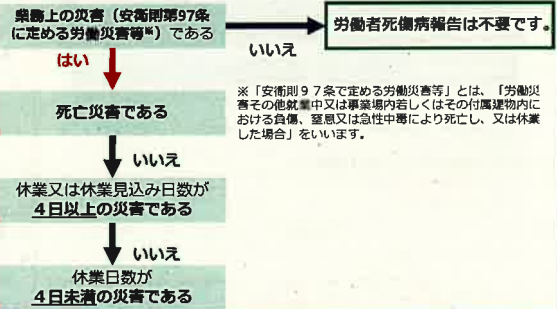 業務上の災害（安衛則第97条
に定める労働災害等※）である
労働者死傷病報告は不要です。
いいえ
はい
※「安衛則９７条で定める労働災害等」とは、「労働災
害その他就業中又は事業場内若しくはその付属建物内に
おける負傷、窒息又は急性中毒により死亡し、又は休業
した場合」をいいます。
死亡災害である
いいえ
休業又は休業見込み日数が
４日以上の災害である
いいえ
休業日数が
４日未満の災害である